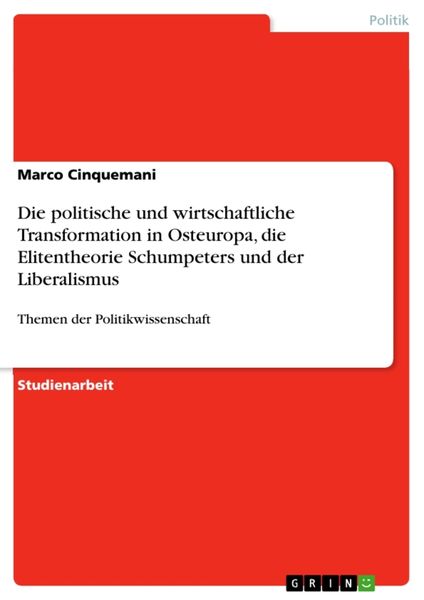 Politik
Marco Cinquemani
Die politische und wirtschaftliche
Transformation in Osteuropa, die
Elitentheorie Schumpeters und der
Liberalismus
Themen der Politikwissenschaft
Studienarbeit
GRIN